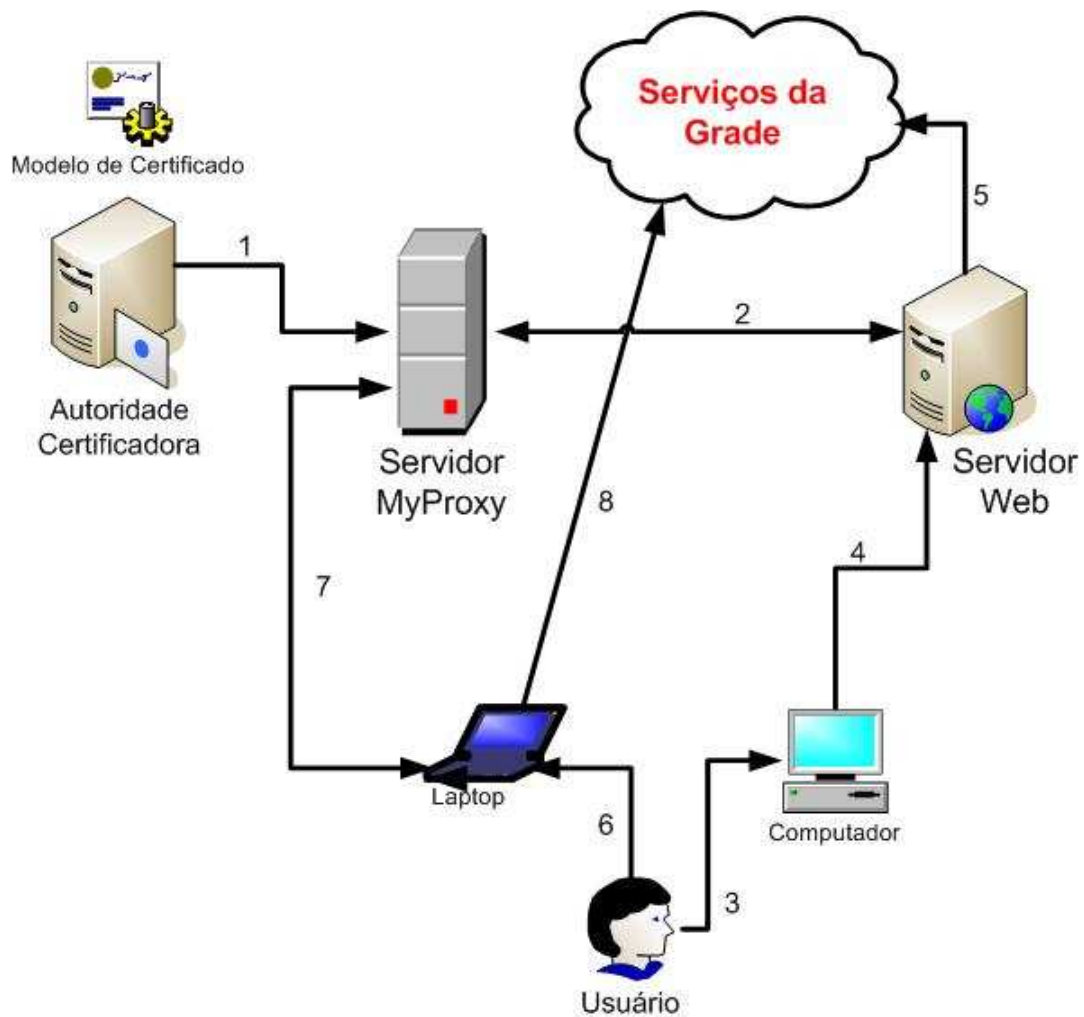 Serviços da
Grade
Modelo de Certificado
5
1
2
Autoridade
Certificadora
Servidor
MyProxy
Servidor
Web
8
4
7
Laptop
6
Computador
3
Usuário